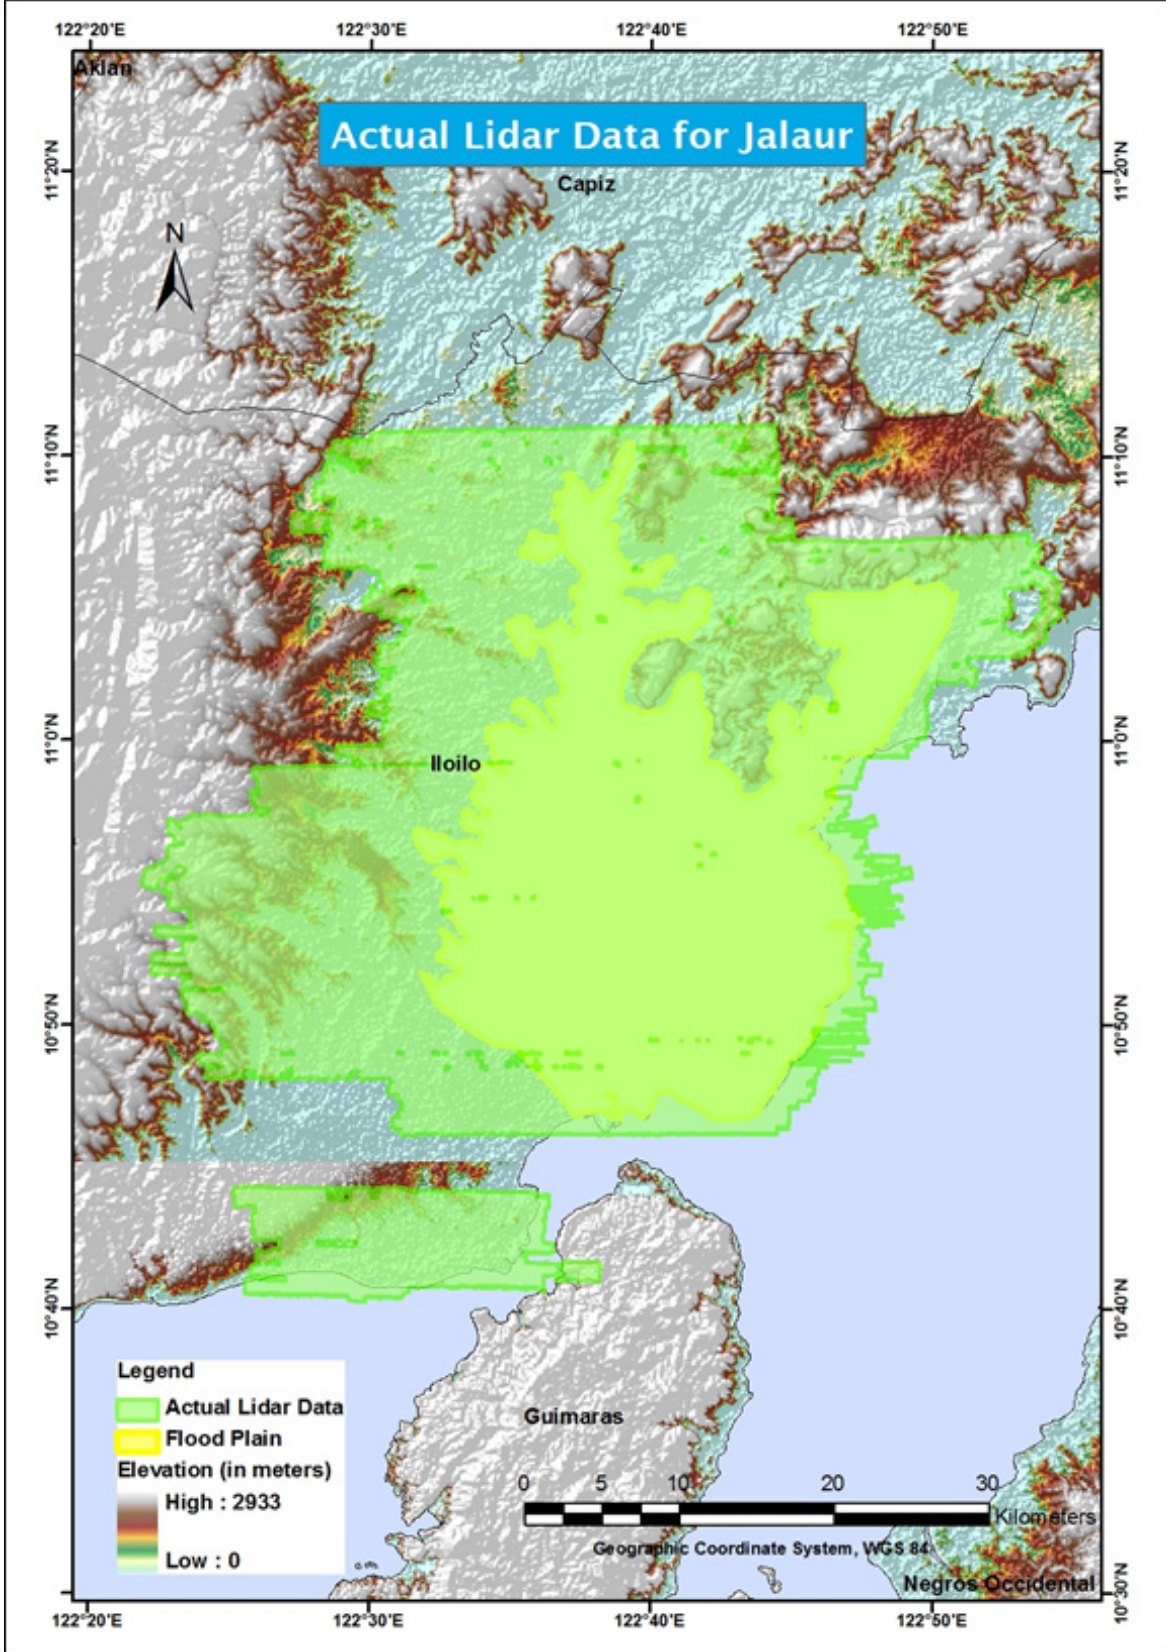 122°20'E 122°30'E 122°40'E 122°50'E
Aklan
Actual Lidar Data for Jalaur
11°20'N 11°20'N
Capiz
N
11°10'N 11°10'N
11°0'N 11°0'N
Iloilo
10°50'N 10°50'N
10°40'N 10°40'N
Legend
Actual Lidar Data
Flood Plain
Elevation (in meters)
High : 2933
Low : 0
Guimaras
0 5 10 20 30
Kilometers
Geographic Coordinate System, WGS 84
Negros Occidental
10°30'N 10°30'N
122°20'E 122°30'E 122°40'E 122°50'E